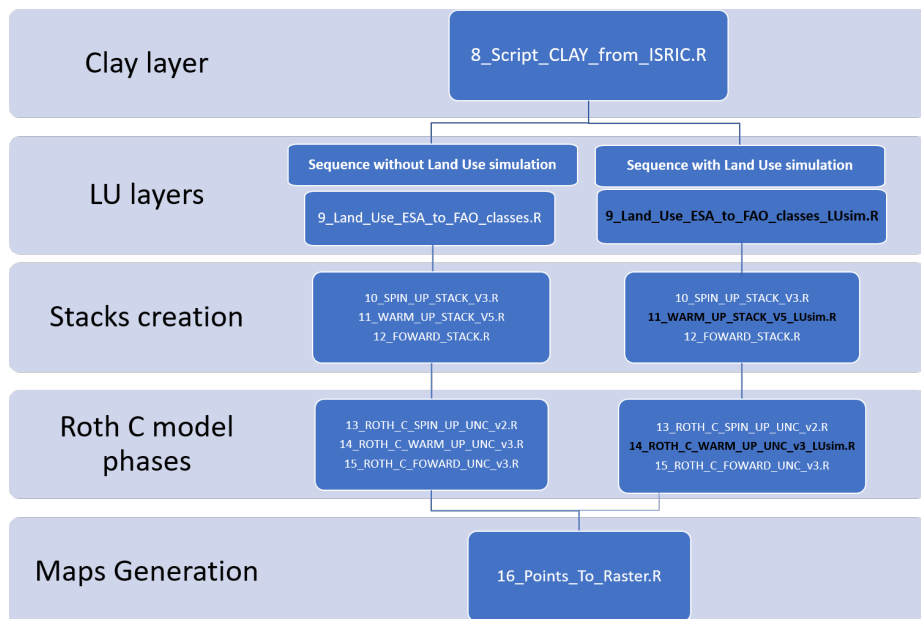 Clay layer
8_Script_CLAY_from_ISRIC.R
LU layers
Sequence without Land Use simulation
Sequence with Land Use simulation
9_Land_Use_ESA_to_FAO_classes.R
9_Land_Use_ESA_to_FAO_classes_LUsim.R
Stacks creation
10_SPIN_UP_STACK_V3.R
11_WARM_UP_STACK_V5.R
12_FOWARD_STACK.R
10_SPIN_UP_STACK_V3.R
11_WARM_UP_STACK_V5_LUsim.R
12_FOWARD_STACK.R
Roth C model
phases
13_ROTH_C_SPIN_UP_UNC_v2.R
14_ROTH_C_WARM_UP_UNC_v3.R
15_ROTH_C_FOWARD_UNC_v3.R
13_ROTH_C_SPIN_UP_UNC_v2.R
14_ROTH_C_WARM_UP_UNC_v3_LUsim.R
15_ROTH_C_FOWARD_UNC_v3.R
Maps Generation
16_Points_To_Raster.R